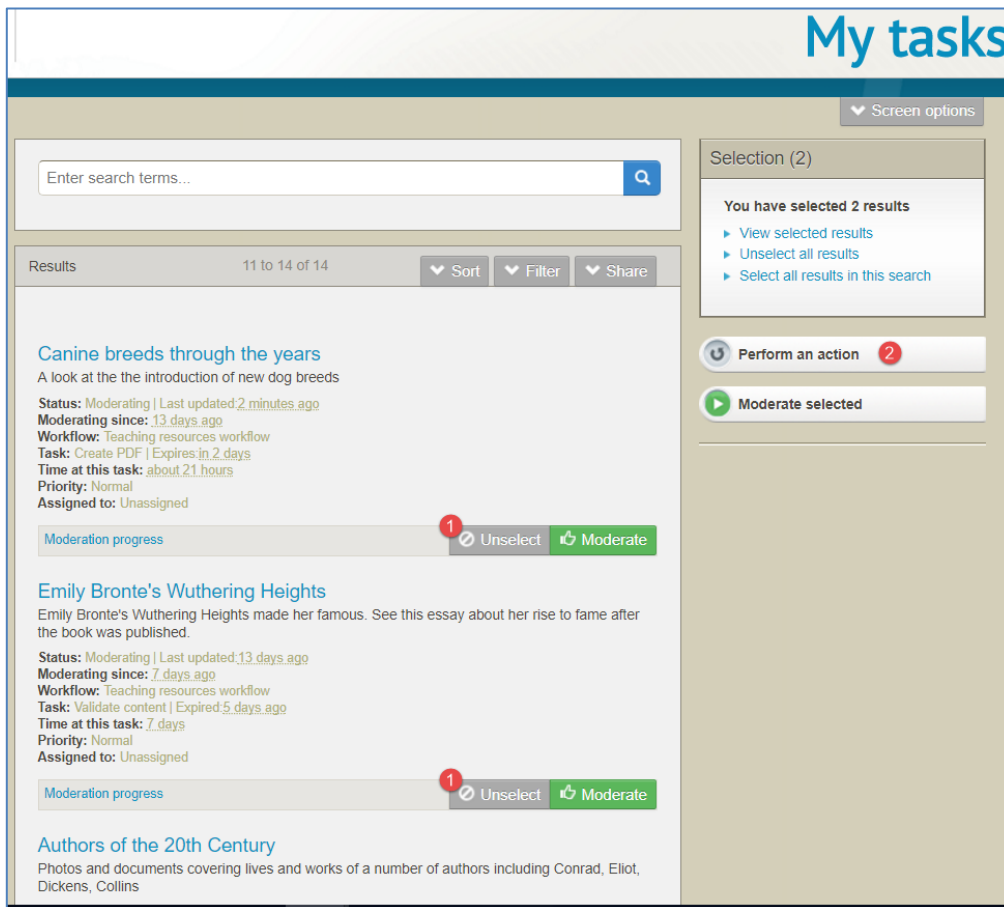 My tasks
Screen options
Enter search terms...
Selection (2)
You have selected 2 results
View selected results
Unselect all results
Select all results in this search
Results 11 to 14 of 14 Sort Filter Share
Perform an action 2
Moderate selected
Canine breeds through the years
A look at the the introduction of new dog breeds
Status: Moderating | Last updated:2 minutes ago
Moderating since: 13 days ago
Workflow: Teaching resources workflow
Task: Create PDF | Expires:in 2 days
Time at this task: about 21 hours
Priority: Normal
Assigned to: Unassigned
Moderation progress 1 Unselect Moderate
Emily Bronte's Wuthering Heights
Emily Bronte's Wuthering Heights made her famous. See this essay about her rise to fame after
the book was published.
Status: Moderating | Last updated:13 days ago
Moderating since: 7 days ago
Workflow: Teaching resources workflow
Task: Validate content | Expired:5 days ago
Time at this task: 7 days
Priority: Normal
Assigned to: Unassigned
Moderation progress 1 Unselect Moderate
Authors of the 20th Century
Photos and documents covering lives and works of a number of authors including Conrad, Eliot,
Dickens, Collins